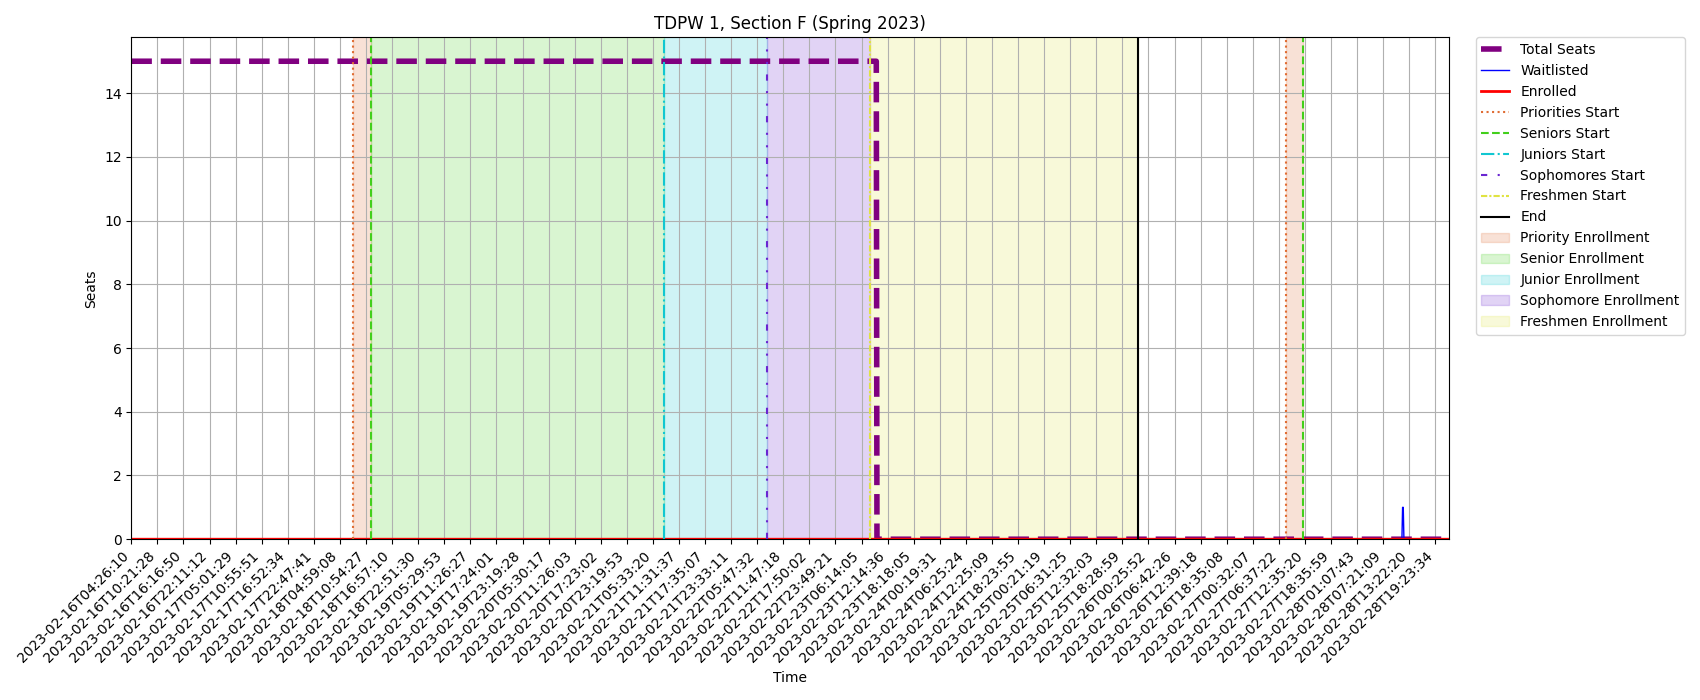 TDPW 1, Section F (Spring 2023)
Seats
14
12
10
8
6
4
2
0
2023-02-16T04:26:10
2023-02-16T10:21:28
2023-02-16T16:16:50
2023-02-16T22:11:12
2023-02-17T05:01:29
2023-02-17T10:55:51
2023-02-17T16:52:34
2023-02-17T22:47:41
2023-02-18T04:59:08
2023-02-18T10:54:27
2023-02-18T16:57:10
2023-02-18T22:51:30
2023-02-19T05:29:53
2023-02-19T11:26:27
2023-02-19T17:24:01
2023-02-19T23:19:28
2023-02-20T05:30:17
2023-02-20T11:26:03
2023-02-20T17:23:02
2023-02-20T23:19:53
2023-02-21T05:33:20
2023-02-21T11:31:37
2023-02-21T17:35:07
2023-02-21T23:33:11
2023-02-22T05:47:32
2023-02-22T11:47:18
2023-02-22T17:50:02
2023-02-22T23:49:21
2023-02-23T06:14:05
2023-02-23T12:14:36
2023-02-23T18:18:05
2023-02-24T00:19:31
2023-02-24T06:25:24
2023-02-24T12:25:09
2023-02-24T18:23:55
2023-02-25T00:21:19
2023-02-25T06:31:25
2023-02-25T12:32:03
2023-02-25T18:28:59
2023-02-26T00:25:52
2023-02-26T06:42:26
2023-02-26T12:39:18
2023-02-26T18:35:08
2023-02-27T00:32:07
2023-02-27T06:37:22
2023-02-27T12:35:20
2023-02-27T18:35:59
2023-02-28T01:07:43
2023-02-28T07:21:09
2023-02-28T13:22:20
2023-02-28T19:23:34
Time
Total Seats
Waitlisted
Enrolled
Priorities Start
Seniors Start
Juniors Start
Sophomores Start
Freshmen Start
End
Priority Enrollment
Senior Enrollment
Junior Enrollment
Sophomore Enrollment
Freshmen Enrollment